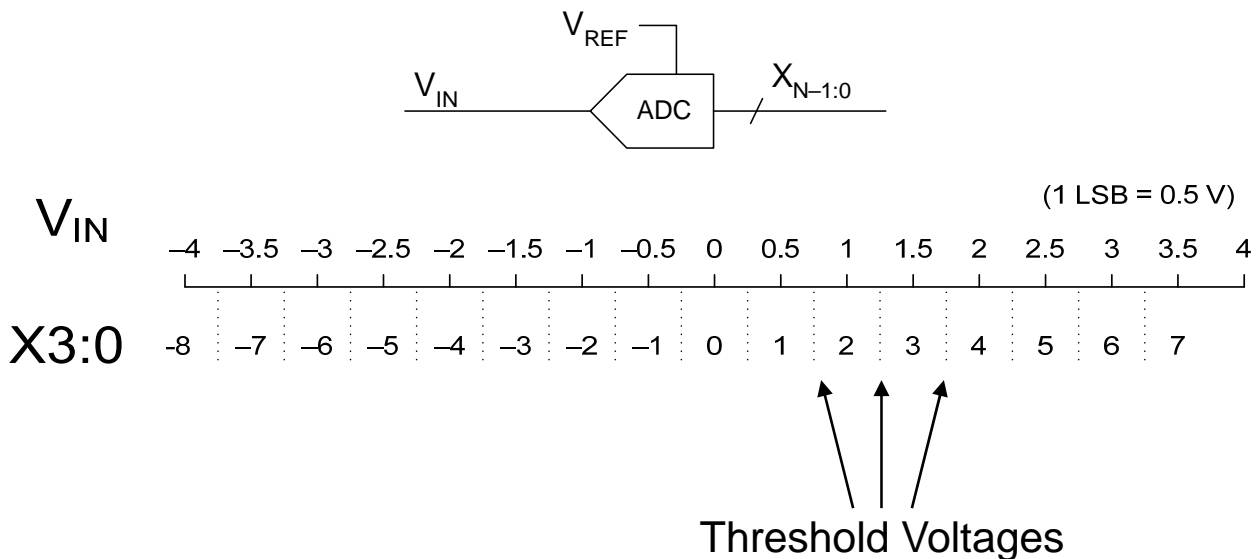 V_REF
V_IN
ADC
X_N–1:0
(1 LSB = 0.5 V)
V_IN
–4 –3.5 –3 –2.5 –2 –1.5 –1 –0.5 0 0.5 1 1.5 2 2.5 3 3.5 4
X3:0 -8 –7 –6 –5 –4 –3 –2 –1 0 1 2 3 4 5 6 7
Threshold Voltages